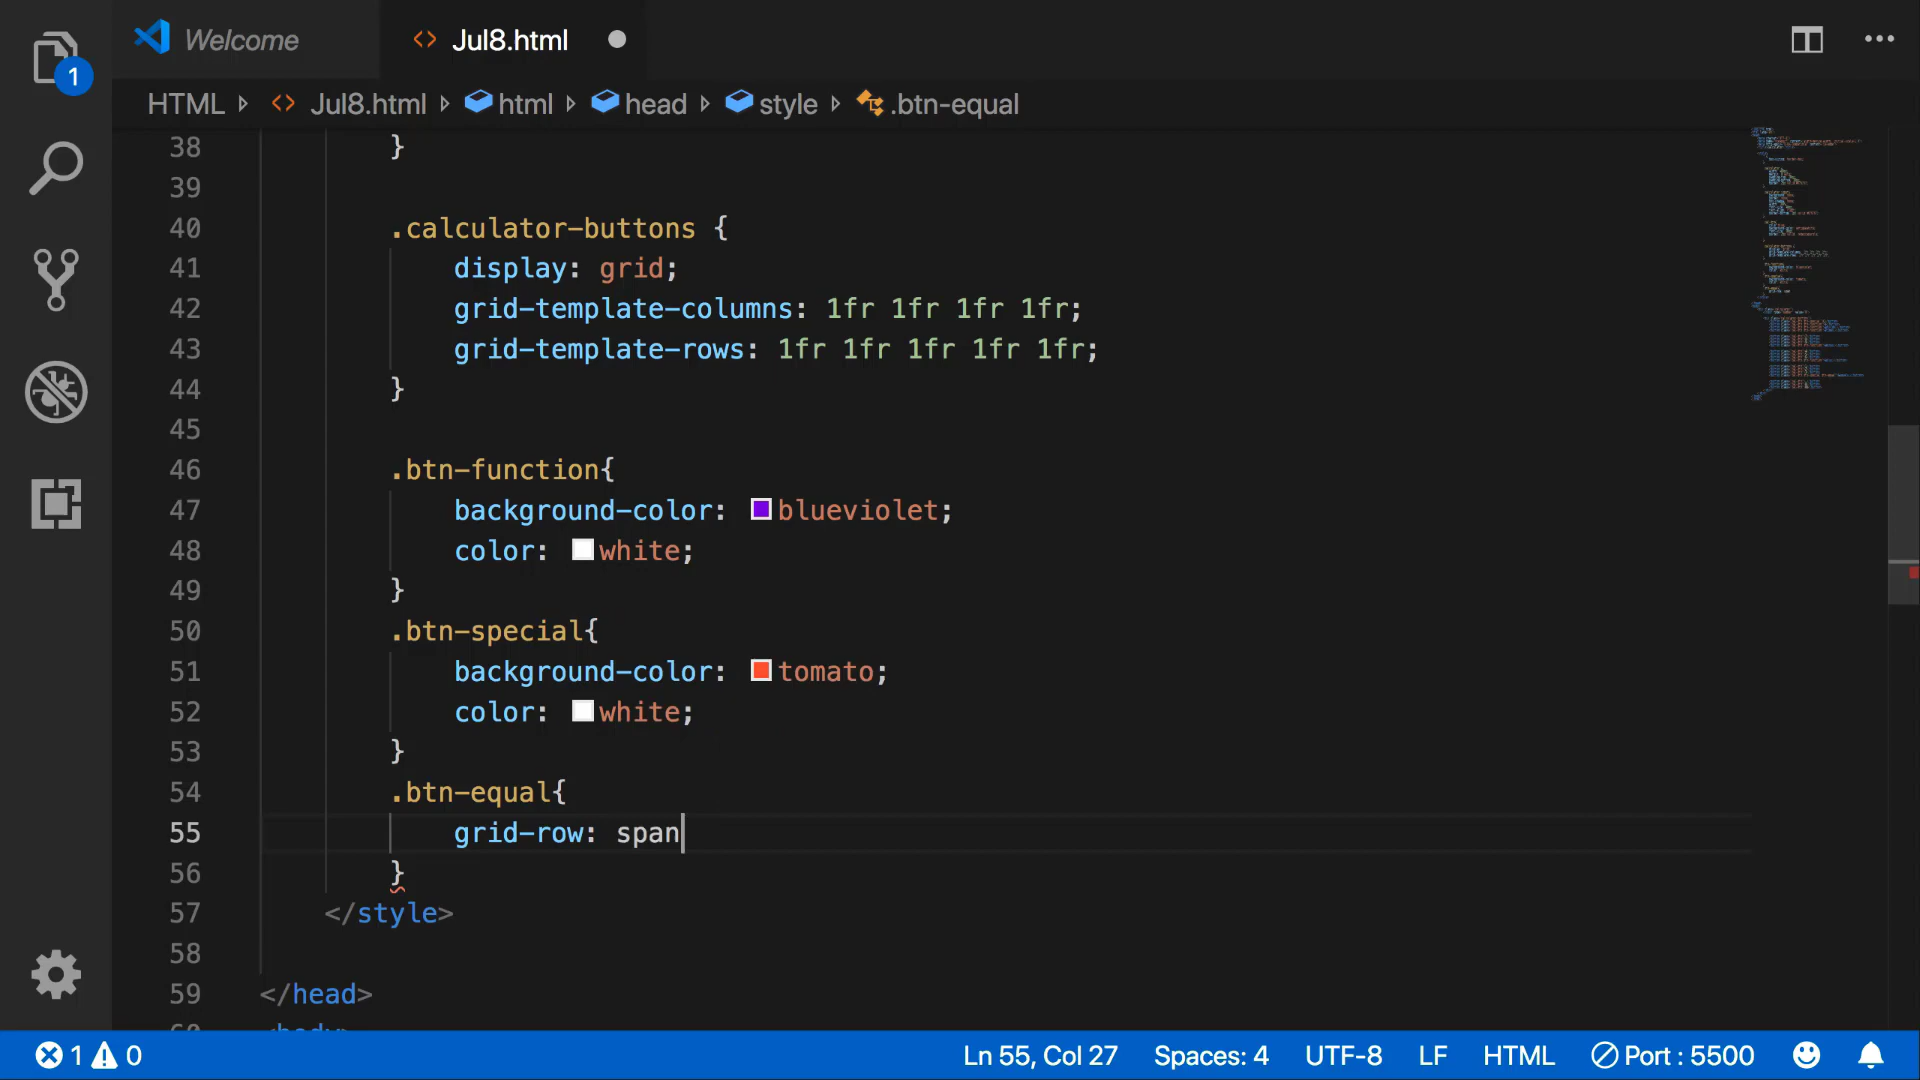 Welcome
Jul8.html
1
HTML Jul8.html html head style .btn-equal
38 }
39
40 .calculator-buttons {
41 display: grid;
42 grid-template-columns: 1fr 1fr 1fr 1fr;
43 grid-template-rows: 1fr 1fr 1fr 1fr 1fr;
44 }
45
46 .btn-function{
47 background-color: blueviolet;
48 color: white;
49 }
50 .btn-special{
51 background-color: tomato;
52 color: white;
53 }
54 .btn-equal{
55 grid-row: span
56 }
57 </style>
58
59 </head>
60 <body>
1 0 Ln 55, Col 27 Spaces: 4 UTF-8 LF HTML Port : 5500